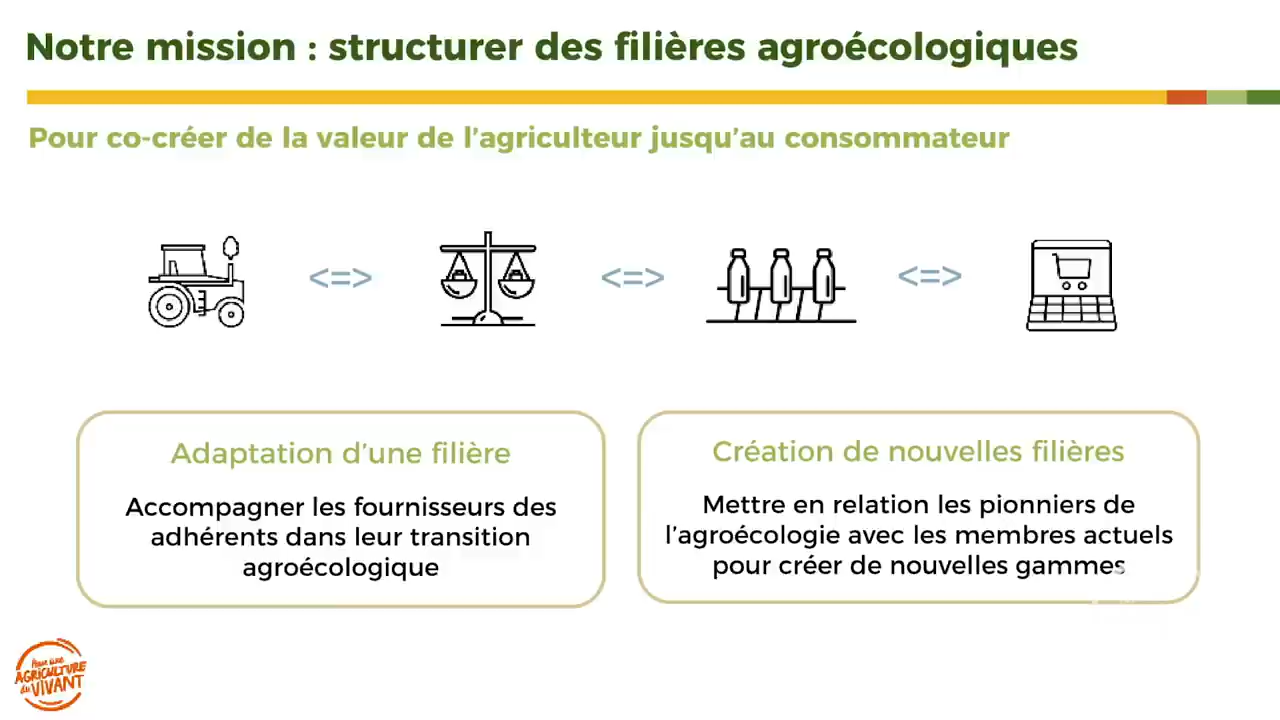 Notre mission : structurer des filières agroécologiques
Pour co-créer de la valeur de l’agriculteur jusqu’au consommateur
<=> <=> <=>
Adaptation d’une filière
Accompagner les fournisseurs des
adhérents dans leur transition
agroécologique
Création de nouvelles filières
Mettre en relation les pionniers de
l’agroécologie avec les membres actuels
pour créer de nouvelles gammes
Pour une
AGRICULTURE
du VIVANT